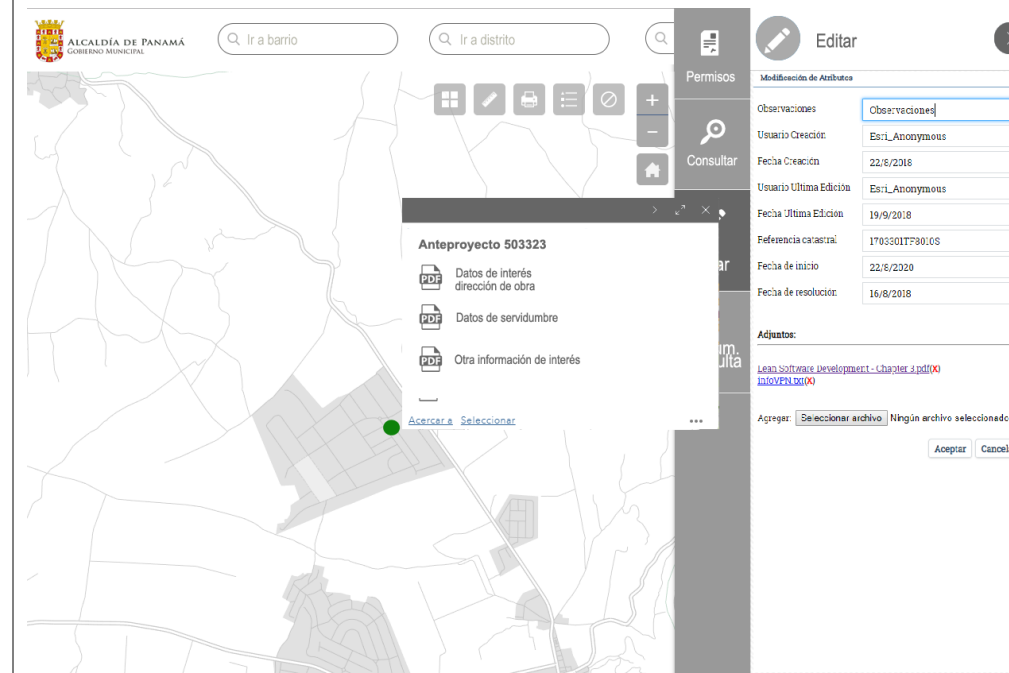 ALCALDÍA DE PANAMÁ
GOBIERNO MUNICIPAL
Ir a barrio
Ir a distrito
Permisos
Consultar
Editar
Modificación de Atributos
Observaciones Observaciones
Usuario Creación Esri_Anonymous
Fecha Creación 22/8/2018
Usuario Ultima Edición Esri_Anonymous
Fecha Ultima Edicion 19/9/2018
Referencia catastral 1703301TF8010S
Fecha de inicio 22/8/2020
Fecha de resolución 16/8/2018
Adjuntos:
Lean Software Development - Chapter 3.pdf(X)
infoVPN.txt(X)
Agregar: Seleccionar archivo Ningún archivo seleccionado
Aceptar Cancela
Anteproyecto 503323
PDF Datos de interés
dirección de obra
PDF Datos de servidumbre
PDF Otra información de interés
Acercar a Seleccionar